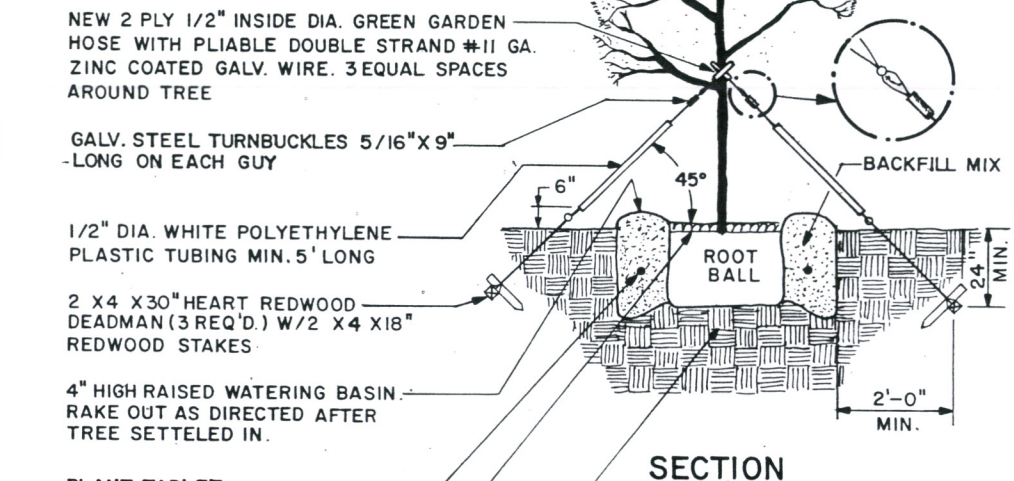 NEW 2 PLY 1/2" INSIDE DIA. GREEN GARDEN
HOSE WITH PLIABLE DOUBLE STRAND #11 GA.
ZINC COATED GALV. WIRE. 3 EQUAL SPACES
AROUND TREE
GALV. STEEL TURNBUCKLES 5/16" X 9"
-LONG ON EACH GUY
1/2" DIA. WHITE POLYETHYLENE
PLASTIC TUBING MIN. 5' LONG
2 X4 X30" HEART REDWOOD
DEADMAN (3 REQ'D.) W/2 X4 X18"
REDWOOD STAKES
4" HIGH RAISED WATERING BASIN.
RAKE OUT AS DIRECTED AFTER
TREE SETTELED IN.
6"
45°
BACKFILL MIX
ROOT
BALL
24"
MIN.
2'-0"
MIN.
SECTION